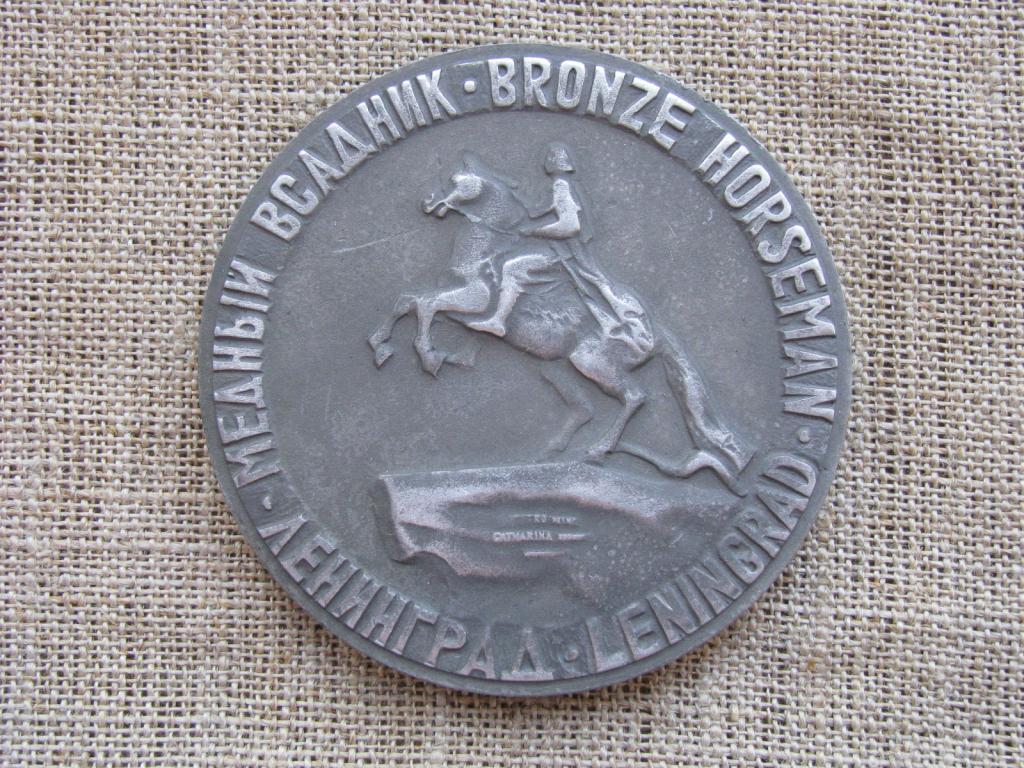 МЕДНЫЙ ВСАДНИК · BRONZE HORSEMAN ·
ЛЕНИНГРАД · LENINGRAD
CATHARINA